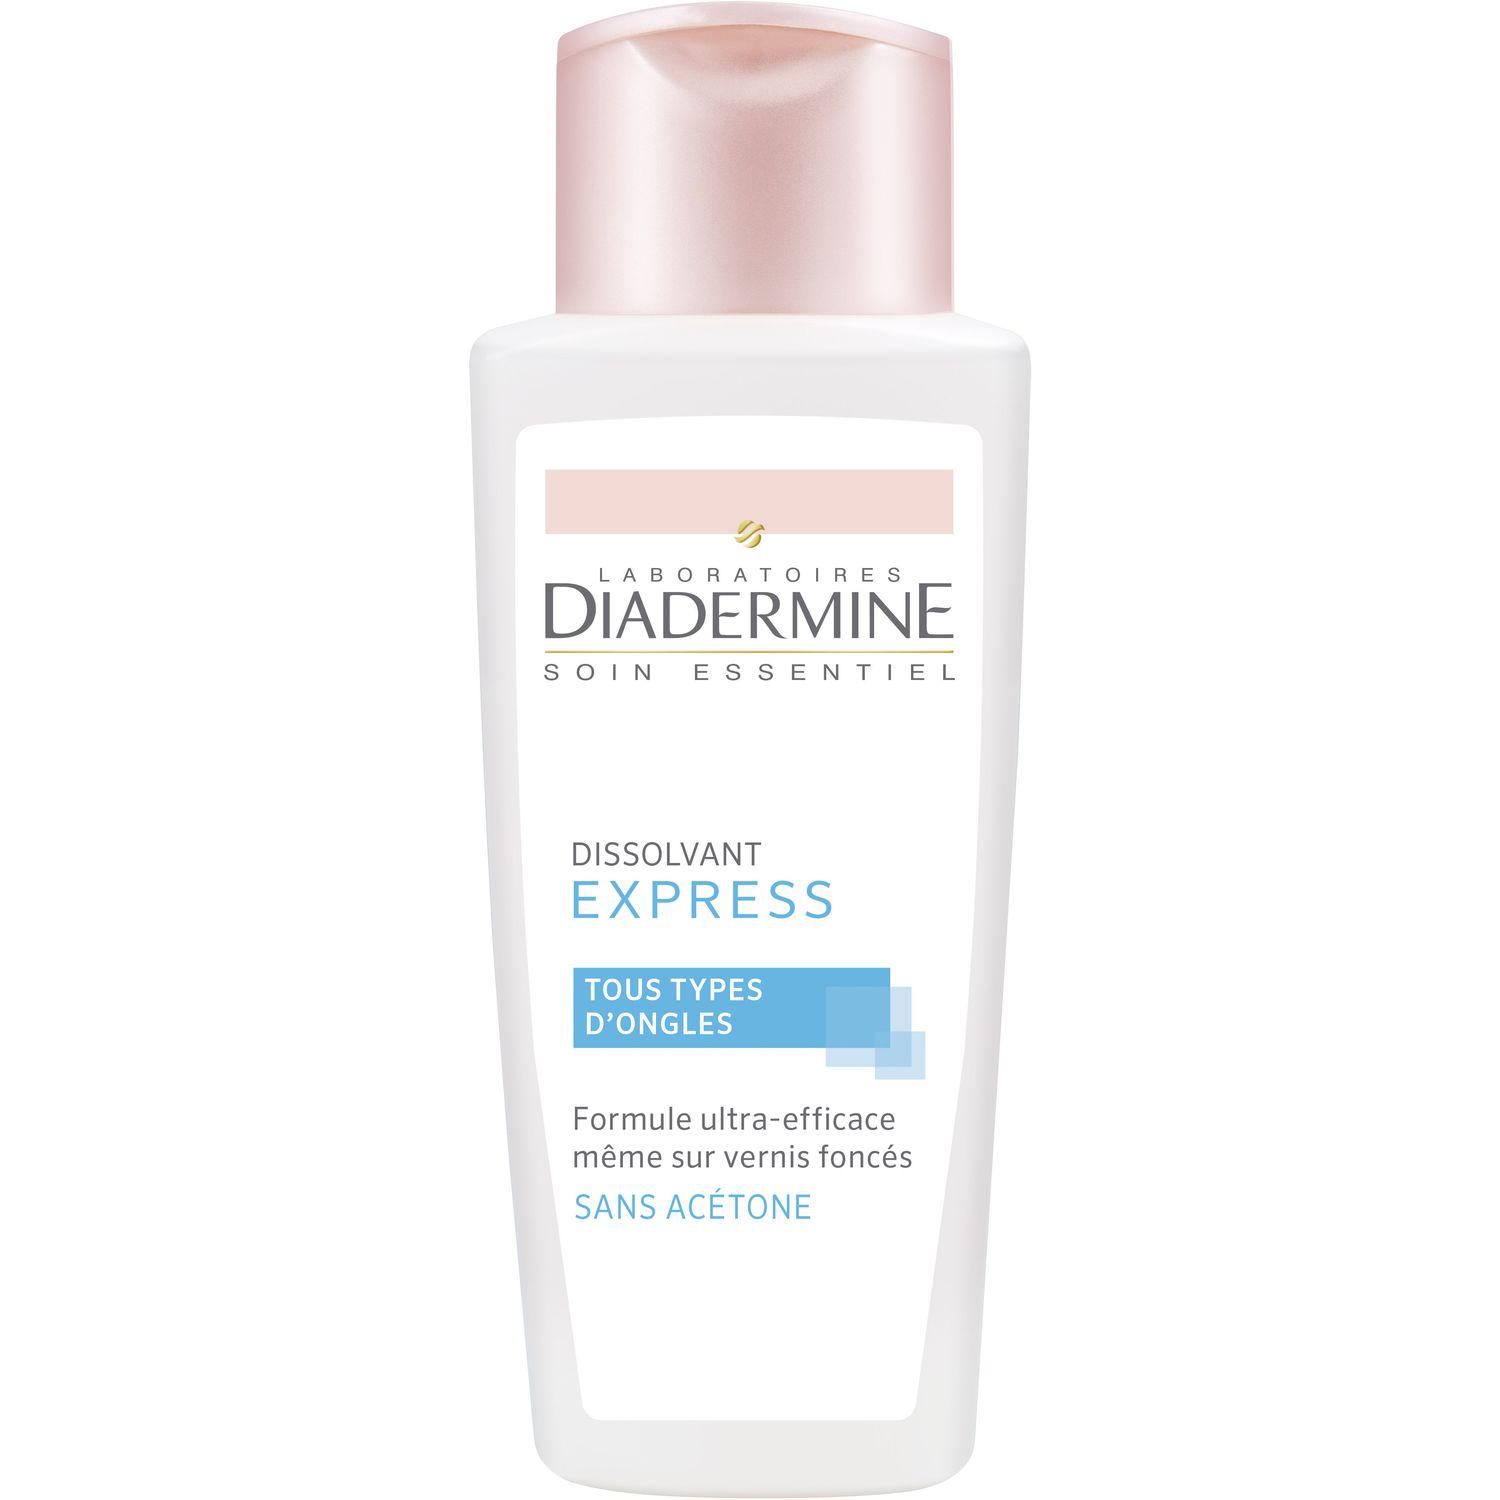 LABORATOIRES
DIADERMINE
SOIN ESSENTIEL
DISSOLVANT
EXPRESS
TOUS TYPES
D'ONGLES
Formule ultra-efficace
même sur vernis foncés
SANS ACÉTONE